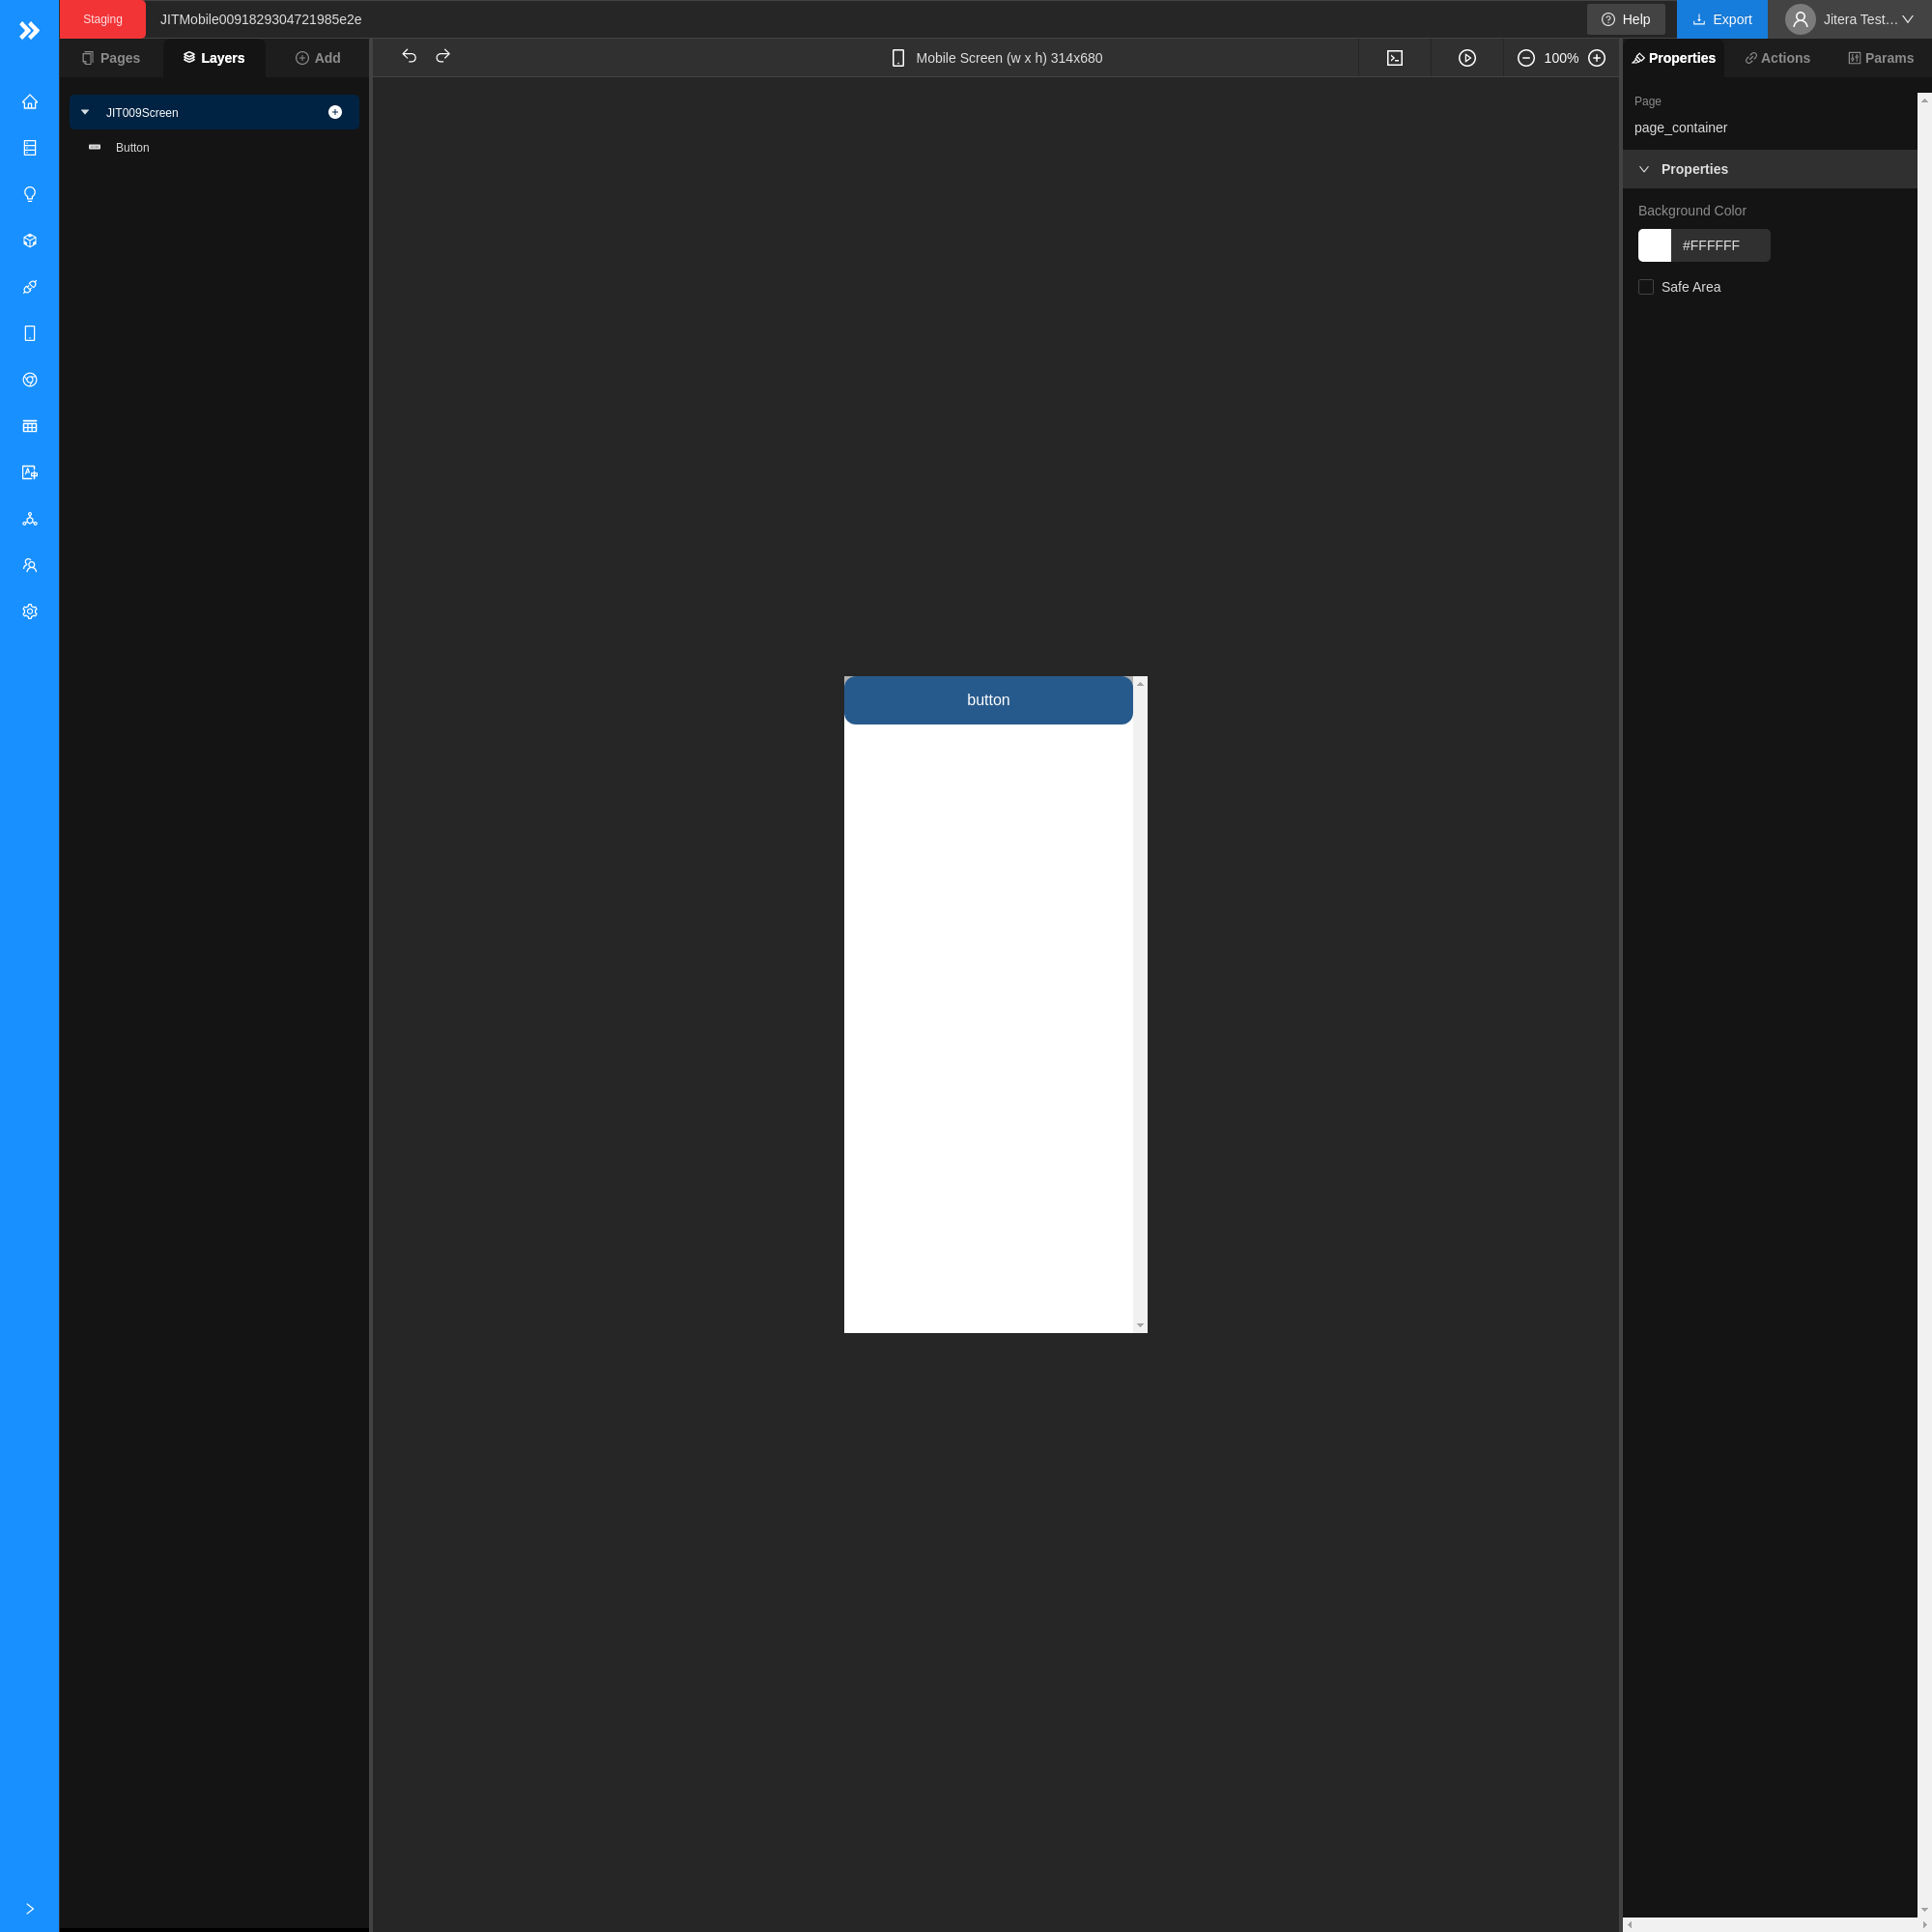 Staging
JITMobile0091829304721985e2e
Help
Export
Jitera Test...
Pages
Layers
Add
Mobile Screen (w x h) 314x680
100%
Properties
Actions
Params
JIT009Screen
Button
Page
page_container
Properties
Background Color
#FFFFFF
Safe Area
button